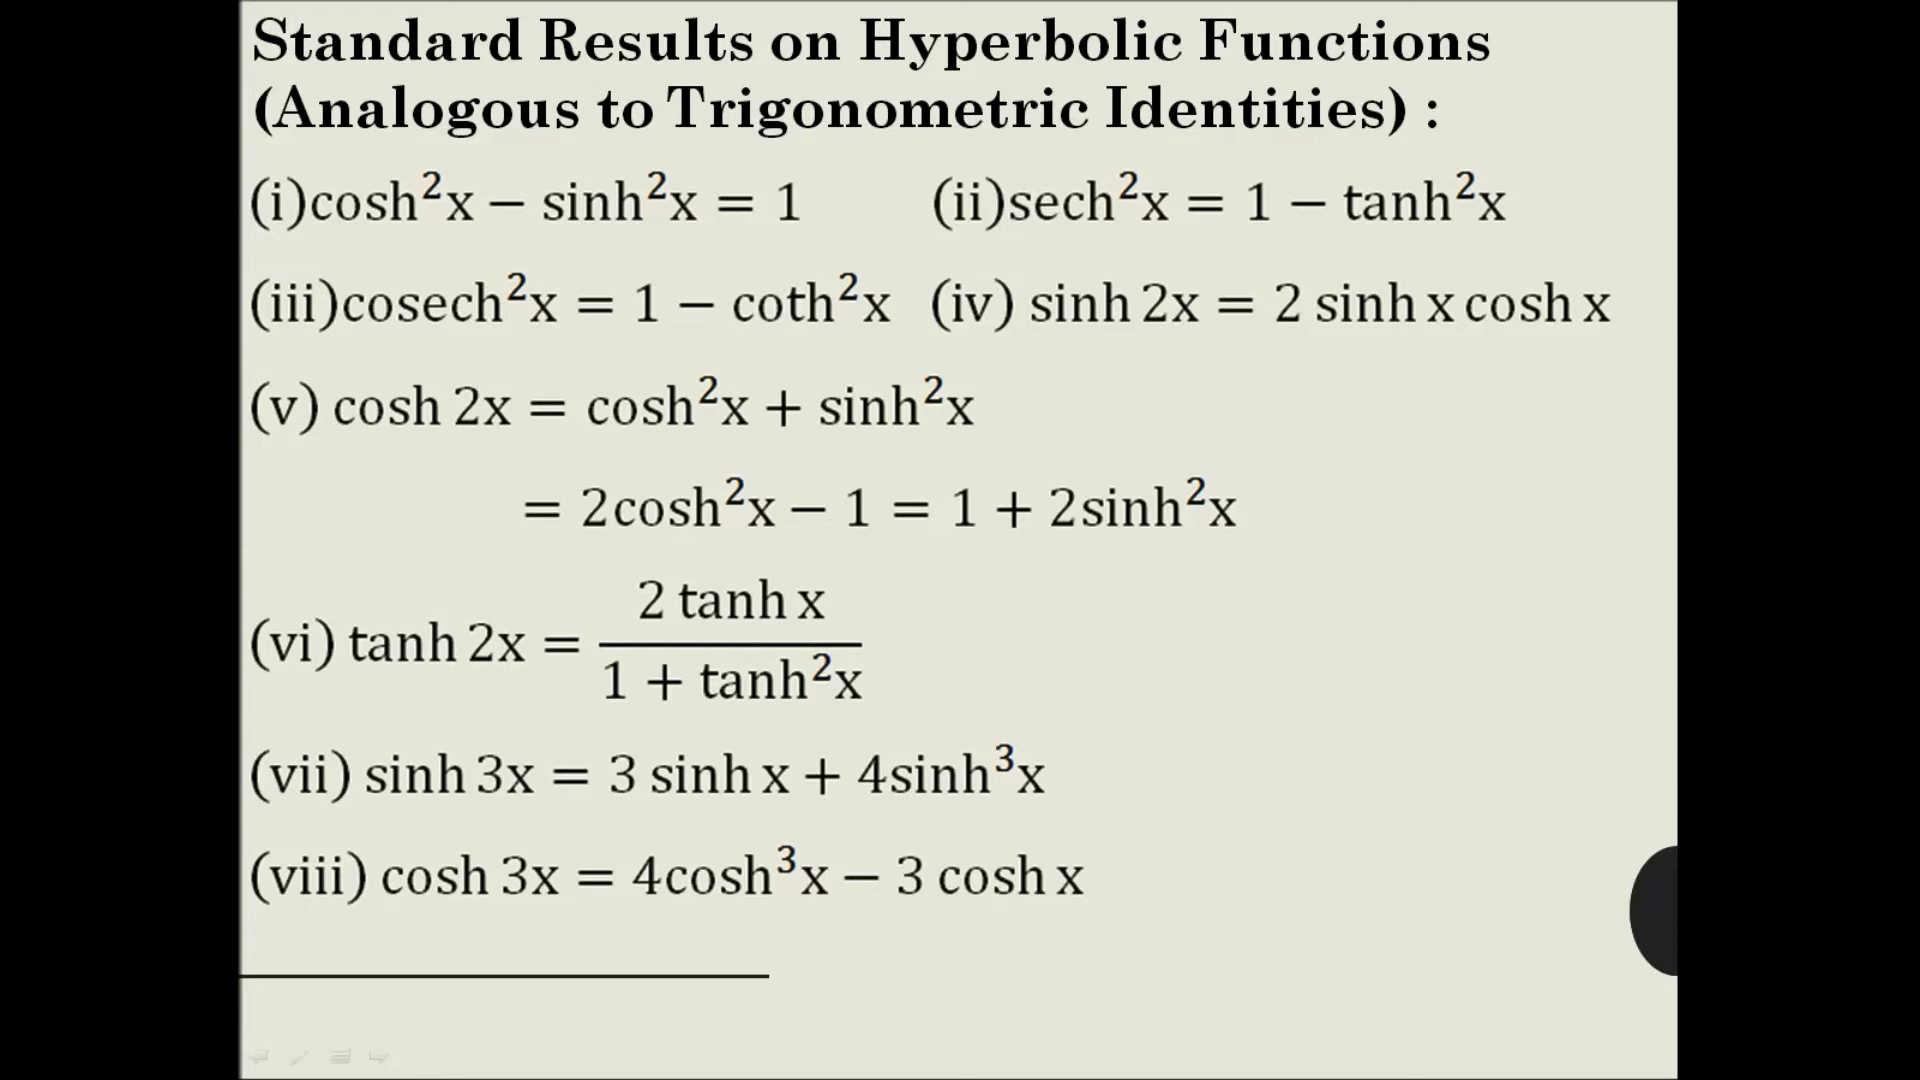 Standard Results on Hyperbolic Functions
(Analogous to Trigonometric Identities) :
(i)cosh²x − sinh²x = 1 (ii)sech²x = 1 − tanh²x
(iii)cosech²x = 1 − coth²x (iv) sinh 2x = 2 sinh x cosh x
(v) cosh 2x = cosh²x + sinh²x
= 2cosh²x − 1 = 1 + 2sinh²x
2 tanh x
(vi) tanh 2x =
1 + tanh²x
(vii) sinh 3x = 3 sinh x + 4sinh³x
(viii) cosh 3x = 4cosh³x − 3 cosh x